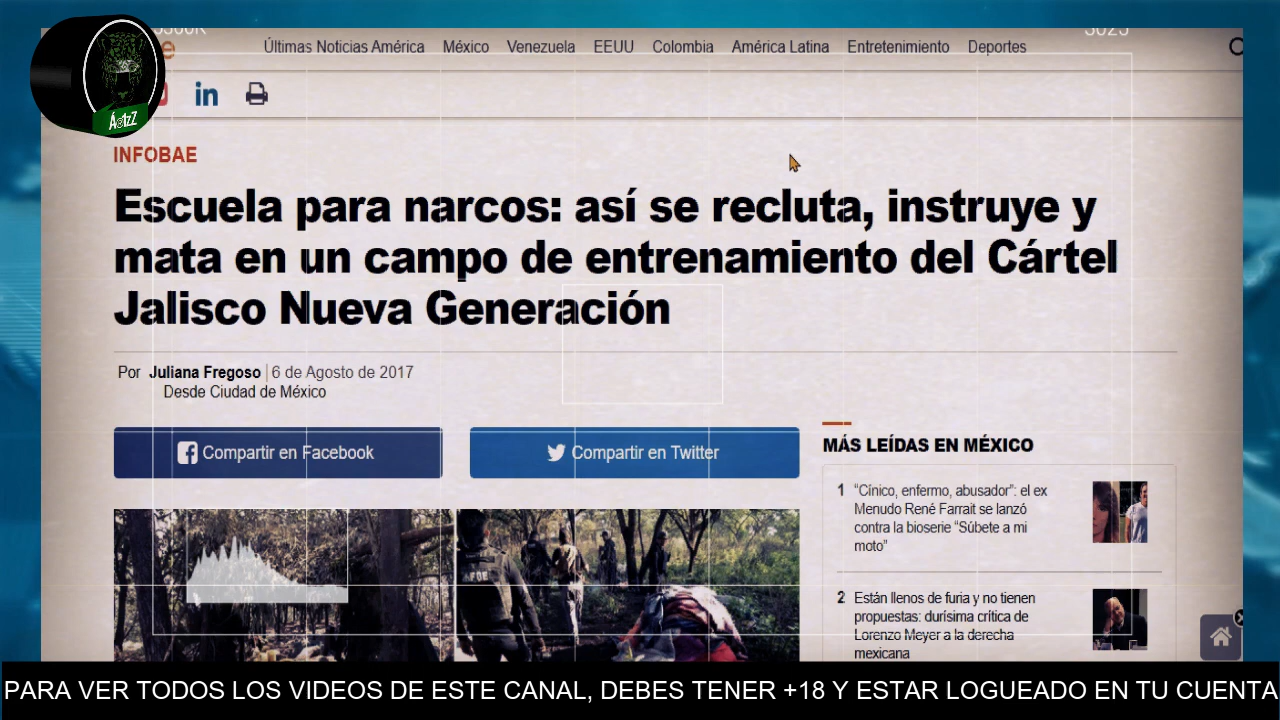 Últimas Noticias América México Venezuela EEUU Colombia América Latina Entretenimiento Deportes
in
INFOBAE
Escuela para narcos: así se recluta, instruye y
mata en un campo de entrenamiento del Cártel
Jalisco Nueva Generación
Por Juliana Fregoso | 6 de Agosto de 2017
Desde Ciudad de México
Compartir en Facebook
Compartir en Twitter
MÁS LEÍDAS EN MÉXICO
1 “Cínico, enfermo, abusador”: el ex
Menudo René Farrait se lanzó
contra la bioserie “Súbete a mi
moto”
2 Están llenos de furia y no tienen
propuestas: durísima crítica de
Lorenzo Meyer a la derecha
mexicana
PARA VER TODOS LOS VIDEOS DE ESTE CANAL, DEBES TENER +18 Y ESTAR LOGUEADO EN TU CUENTA